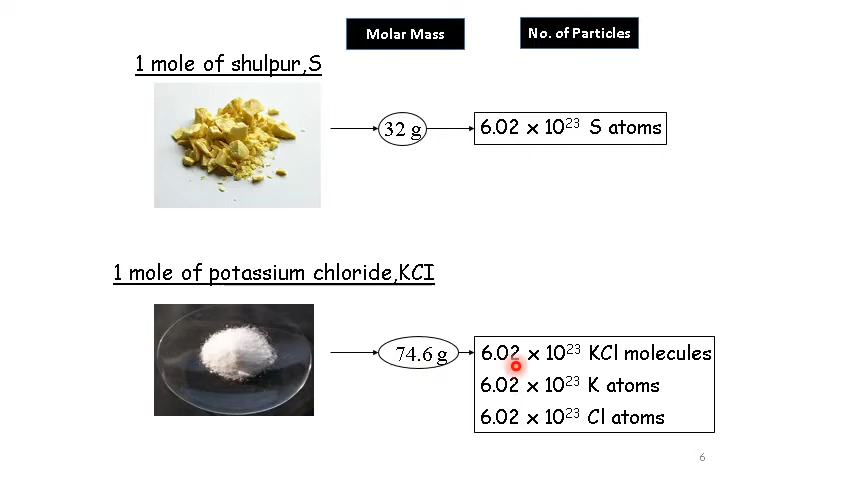 Molar Mass
No. of Particles
1 mole of shulpur,S
32 g
6.02 x 10²³ S atoms
1 mole of potassium chloride,KCI
74.6 g
6.02 x 10²³ KCl molecules
6.02 x 10²³ K atoms
6.02 x 10²³ Cl atoms
6